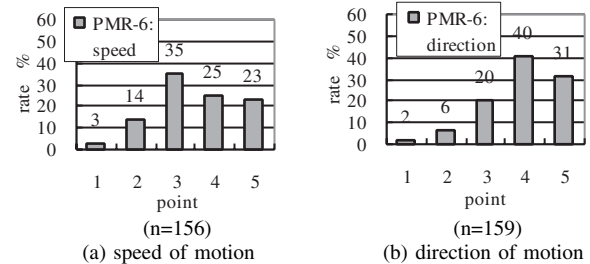 60
50
40
30
20
10
0
rate %
PMR-6:
speed
3
14
35
25
23
1 2 3 4 5
point
(n=156)
(a) speed of motion
60
50
40
30
20
10
0
rate %
PMR-6:
direction
2
6
20
40
31
1 2 3 4 5
point
(n=159)
(b) direction of motion